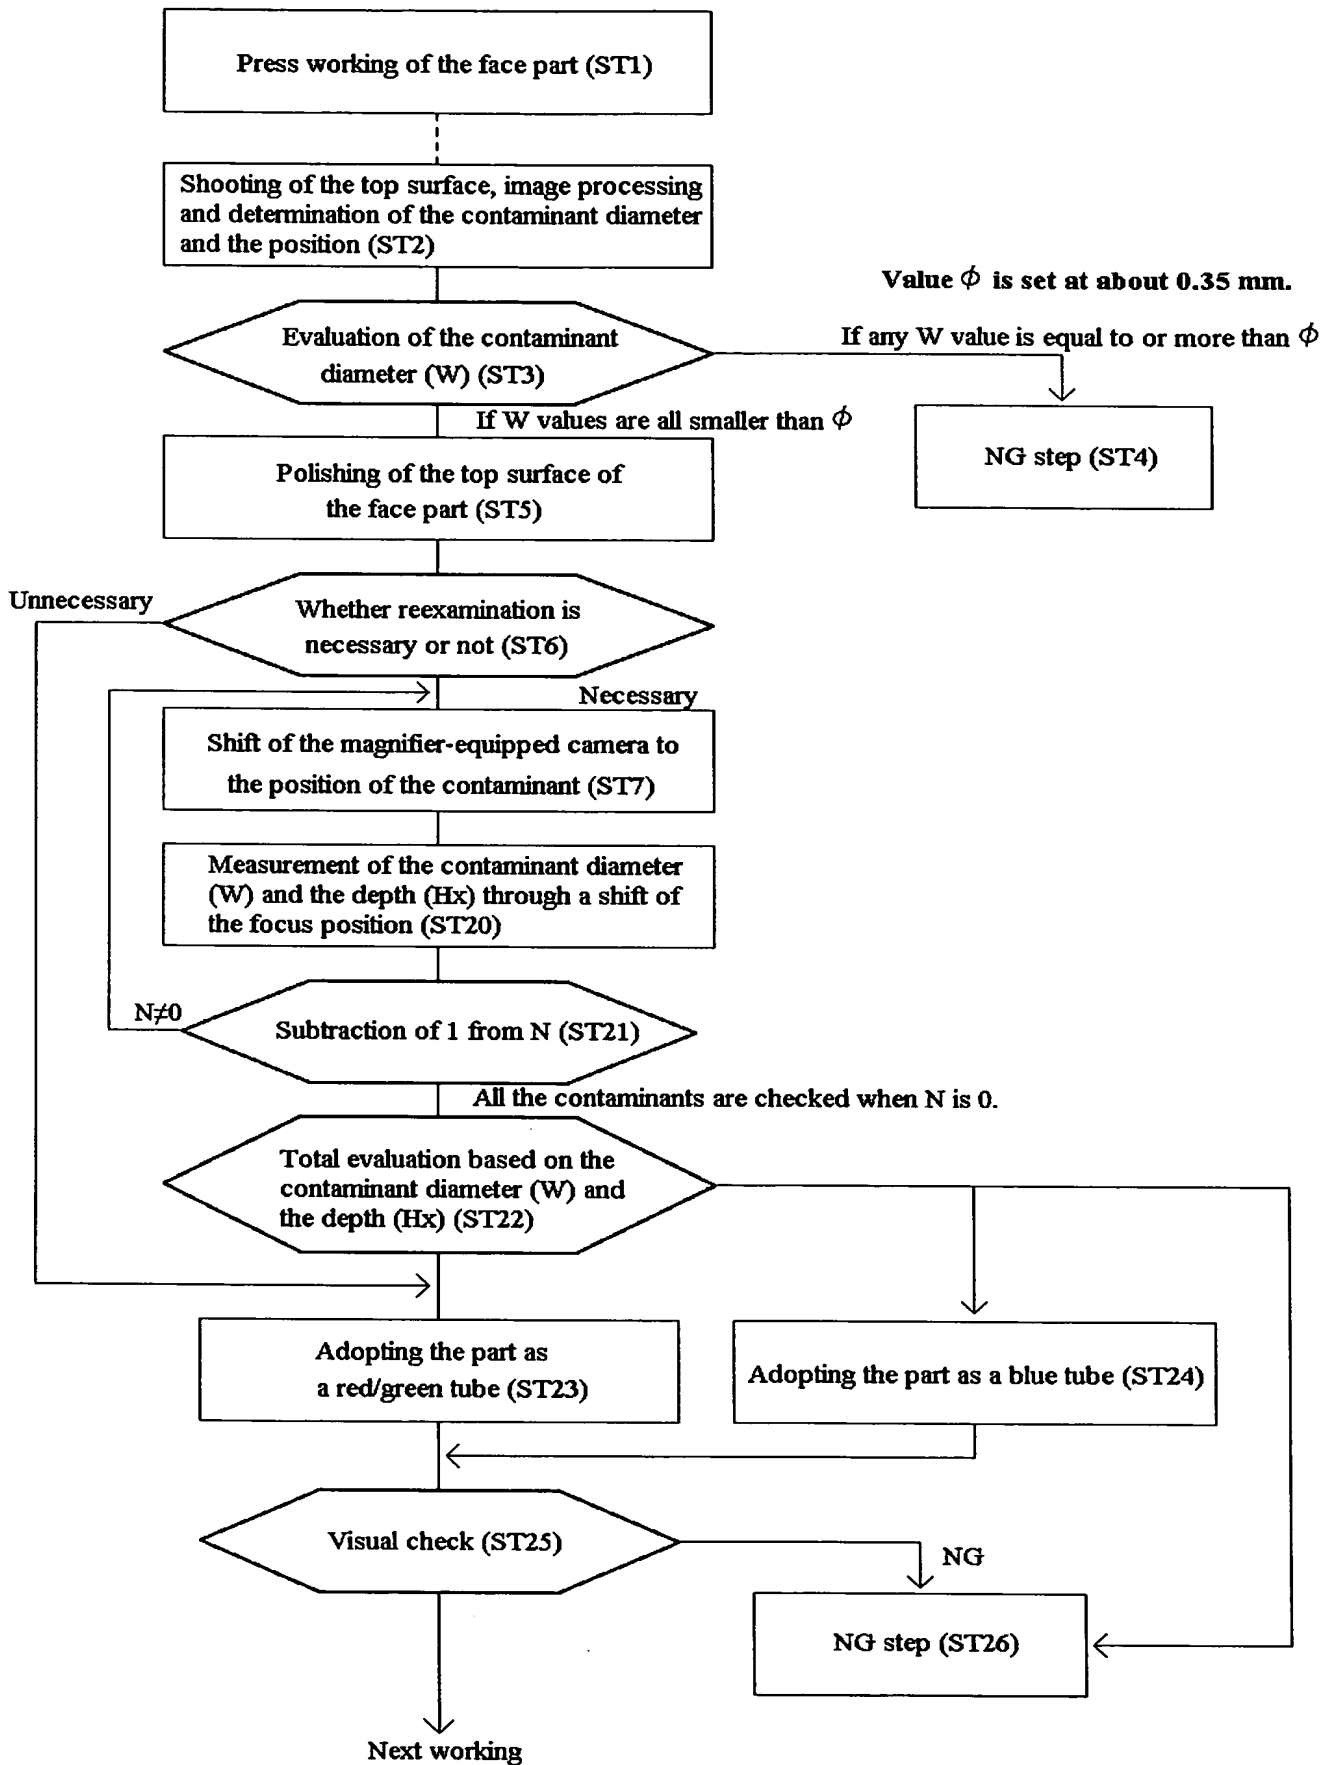 Press working of the face part (ST1)
Shooting of the top surface, image processing
and determination of the contaminant diameter
and the position (ST2)
Value ϕ is set at about 0.35 mm.
Evaluation of the contaminant
diameter (W) (ST3)
If any W value is equal to or more than ϕ
If W values are all smaller than ϕ
NG step (ST4)
Polishing of the top surface of
the face part (ST5)
Unnecessary
Whether reexamination is
necessary or not (ST6)
Necessary
Shift of the magnifier-equipped camera to
the position of the contaminant (ST7)
Measurement of the contaminant diameter
(W) and the depth (Hx) through a shift of
the focus position (ST20)
N≠0
Subtraction of 1 from N (ST21)
All the contaminants are checked when N is 0.
Total evaluation based on the
contaminant diameter (W) and
the depth (Hx) (ST22)
Adopting the part as
a red/green tube (ST23)
Adopting the part as a blue tube (ST24)
Visual check (ST25)
NG
NG step (ST26)
Next working